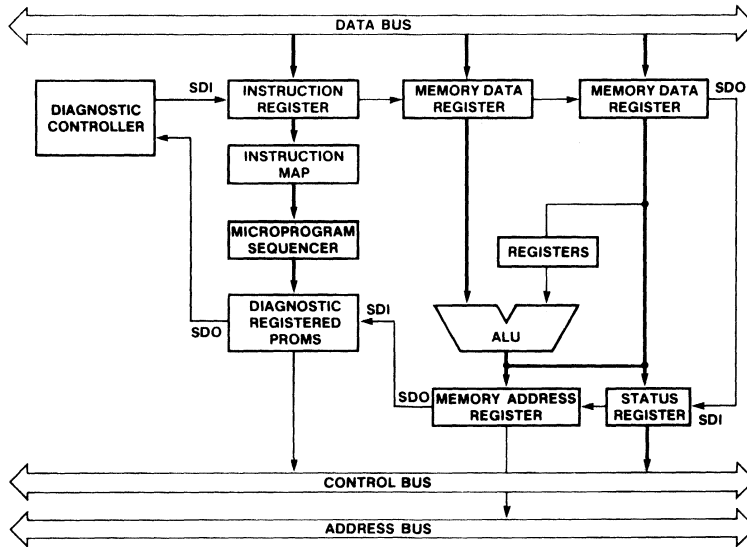 DATA BUS
SDI
SDO
DIAGNOSTIC
CONTROLLER
INSTRUCTION
REGISTER
MEMORY DATA
REGISTER
MEMORY DATA
REGISTER
INSTRUCTION
MAP
MICROPROGRAM
SEQUENCER
REGISTERS
DIAGNOSTIC
REGISTERED
PROMS
SDI
SDO
ALU
SDO
MEMORY ADDRESS
REGISTER
STATUS
REGISTER
SDI
CONTROL BUS
ADDRESS BUS